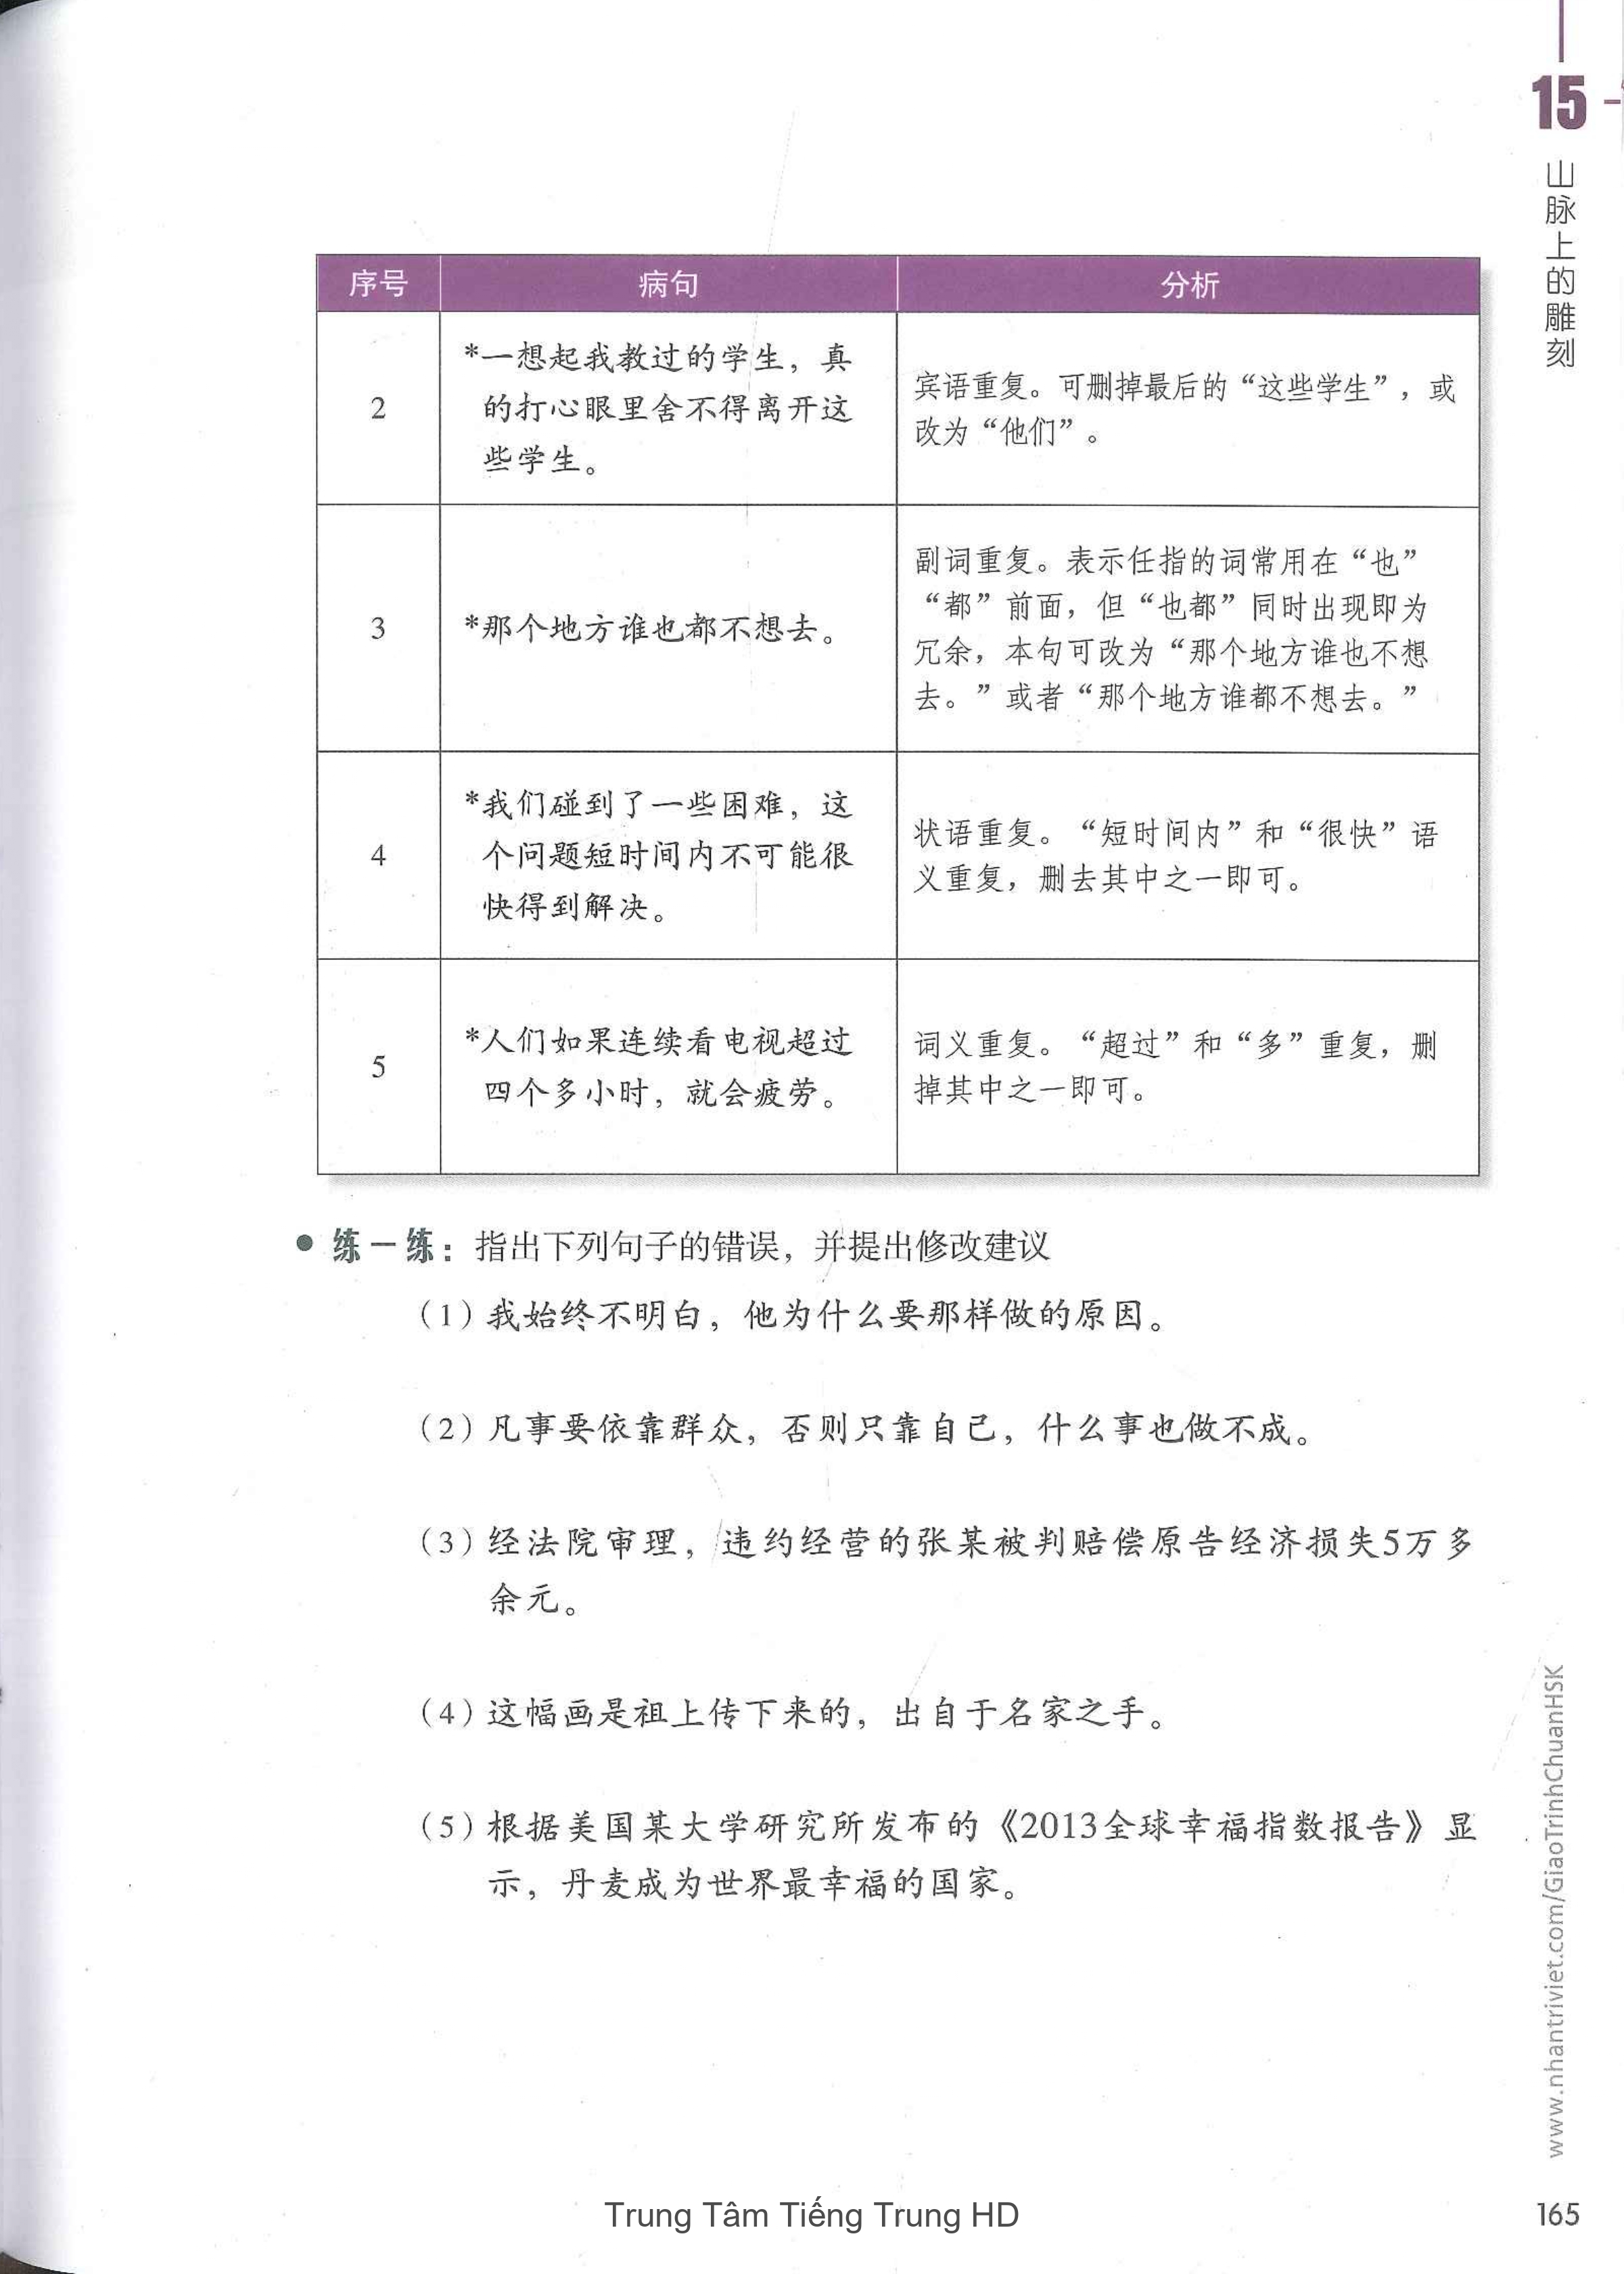 15
山脉上的雕刻
序号 病句 分析
2
*一想起我教过的学生，真
的打心眼里舍不得离开这
些学生。
宾语重复。可删掉最后的“这些学生”，或
改为“他们”。
3
*那个地方谁也都不想去。
副词重复。表示任指的词常用在“也”
“都”前面，但“也都”同时出现即为
冗余，本句可改为“那个地方谁也不想
去。”或者“那个地方谁都不想去。”
4
*我们碰到了一些困难，这
个问题短时间内不可能很
快得到解决。
状语重复。“短时间内”和“很快”语
义重复，删去其中之一即可。
5
*人们如果连续看电视超过
四个多小时，就会疲劳。
词义重复。“超过”和“多”重复，删
掉其中之一即可。
● 练一练：指出下列句子的错误，并提出修改建议
（1）我始终不明白，他为什么要那样做的原因。
（2）凡事要依靠群众，否则只靠自己，什么事也做不成。
（3）经法院审理，违约经营的张某被判赔偿原告经济损失5万多
余元。
（4）这幅画是祖上传下来的，出自于名家之手。
（5）根据美国某大学研究所发布的《2013全球幸福指数报告》显
示，丹麦成为世界最幸福的国家。
www.nhantriviet.com/GiaoTrinhChuanHSK
Trung Tâm Tiếng Trung HD
165